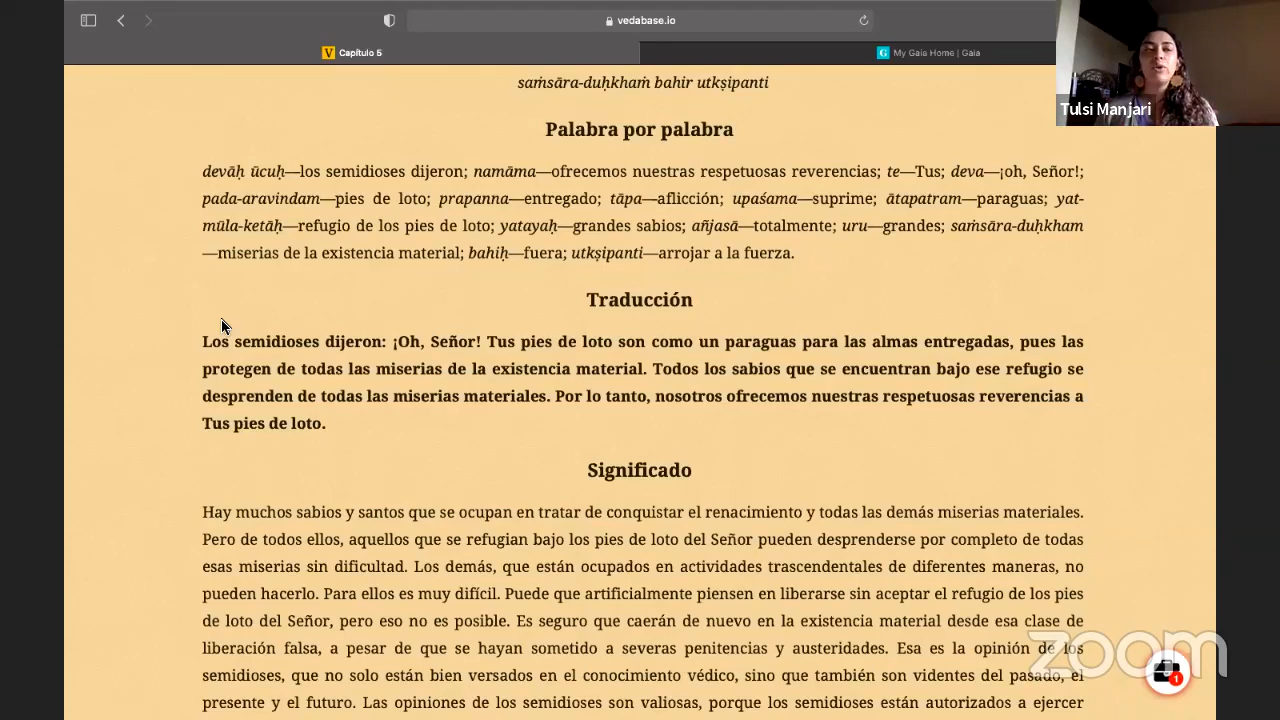 vedabase.io
Capítulo 5
My Gaia Home | Gaia
Tulsi Manjari
saṁsāra-duḥkhaṁ bahir utkṣipanti
Palabra por palabra
devāḥ ūcuḥ—los semidioses dijeron; namāma—ofrecemos nuestras respetuosas reverencias; te—Tus; deva—¡oh, Señor!;
pada-aravindam—pies de loto; prapanna—entregado; tāpa—aflicción; upaśama—suprime; ātapatram—paraguas; yat-
mūla-ketāḥ—refugio de los pies de loto; yatayaḥ—grandes sabios; añjasā—totalmente; uru—grandes; saṁsāra-duḥkham
—miserias de la existencia material; bahiḥ—fuera; utkṣipanti—arrojar a la fuerza.
Traducción
Los semidioses dijeron: ¡Oh, Señor! Tus pies de loto son como un paraguas para las almas entregadas, pues las
protegen de todas las miserias de la existencia material. Todos los sabios que se encuentran bajo ese refugio se
desprenden de todas las miserias materiales. Por lo tanto, nosotros ofrecemos nuestras respetuosas reverencias a
Tus pies de loto.
Significado
Hay muchos sabios y santos que se ocupan en tratar de conquistar el renacimiento y todas las demás miserias materiales.
Pero de todos ellos, aquellos que se refugian bajo los pies de loto del Señor pueden desprenderse por completo de todas
esas miserias sin dificultad. Los demás, que están ocupados en actividades trascendentales de diferentes maneras, no
pueden hacerlo. Para ellos es muy difícil. Puede que artificialmente piensen en liberarse sin aceptar el refugio de los pies
de loto del Señor, pero eso no es posible. Es seguro que caerán de nuevo en la existencia material desde esa clase de
liberación falsa, a pesar de que se hayan sometido a severas penitencias y austeridades. Esa es la opinión de los
semidioses, que no solo están bien versados en el conocimiento védico, sino que también son videntes del pasado, el
presente y el futuro. Las opiniones de los semidioses son valiosas, porque los semidioses están autorizados a ejercer
zoom
1